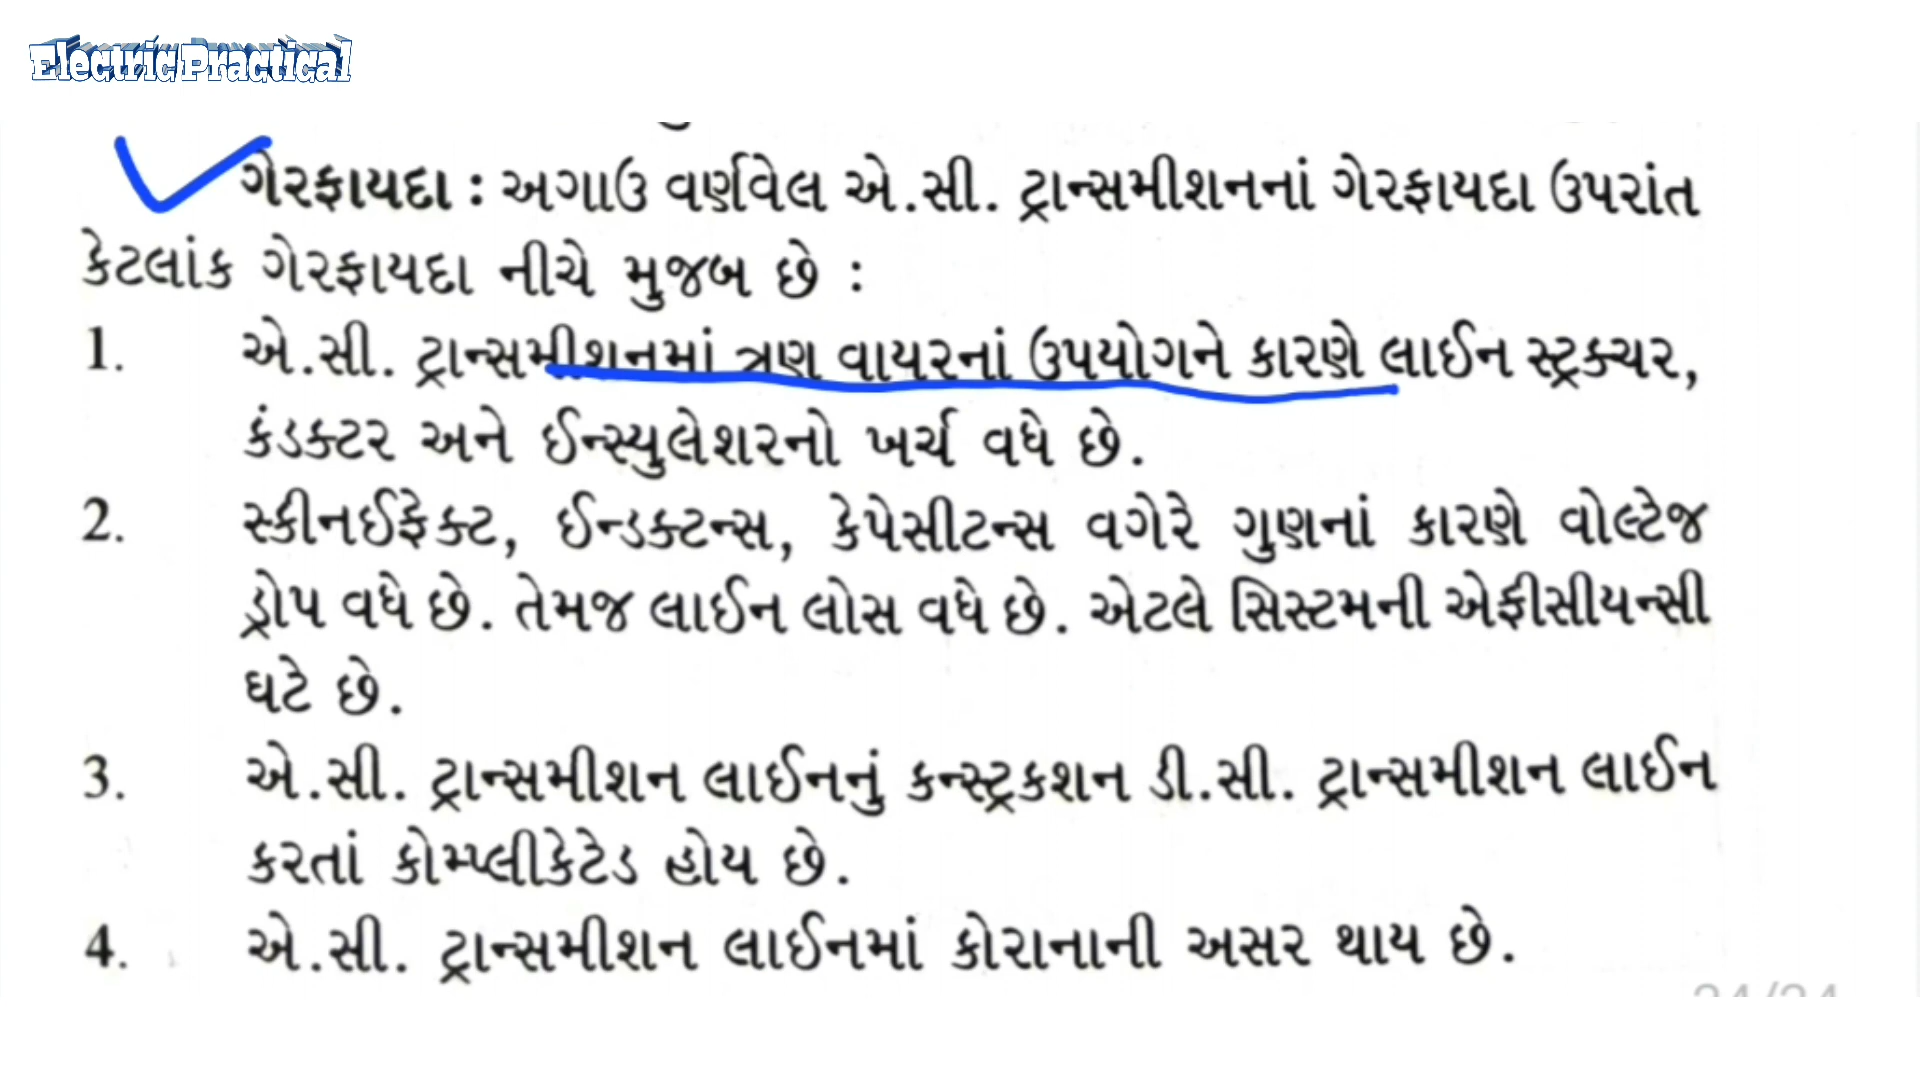 Electric Practical
ગેરફાયદા : અગાઉ વર્ણવેલ એ.સી. ટ્રાન્સમીશનનાં ગેરફાયદા ઉપરાંત
કેટલાંક ગેરફાયદા નીચે મુજબ છે :
1. એ.સી. ટ્રાન્સમીશનમાં ત્રણ વાયરનાં ઉપયોગને કારણે લાઈન સ્ટ્રક્ચર,
કંડક્ટર અને ઈન્સ્યુલેશરનો ખર્ચ વધે છે.
2. સ્કીનઈફેક્ટ, ઈન્ડક્ટન્સ, કેપેસીટન્સ વગેરે ગુણનાં કારણે વોલ્ટેજ
ડ્રોપ વધે છે. તેમજ લાઈન લોસ વધે છે. એટલે સિસ્ટમની એફીસીયન્સી
ઘટે છે.
3. એ.સી. ટ્રાન્સમીશન લાઈનનું કન્સ્ટ્રકશન ડી.સી. ટ્રાન્સમીશન લાઈન
કરતાં કોમ્પ્લીકેટેડ હોય છે.
4. એ.સી. ટ્રાન્સમીશન લાઈનમાં કોરાનાની અસર થાય છે.